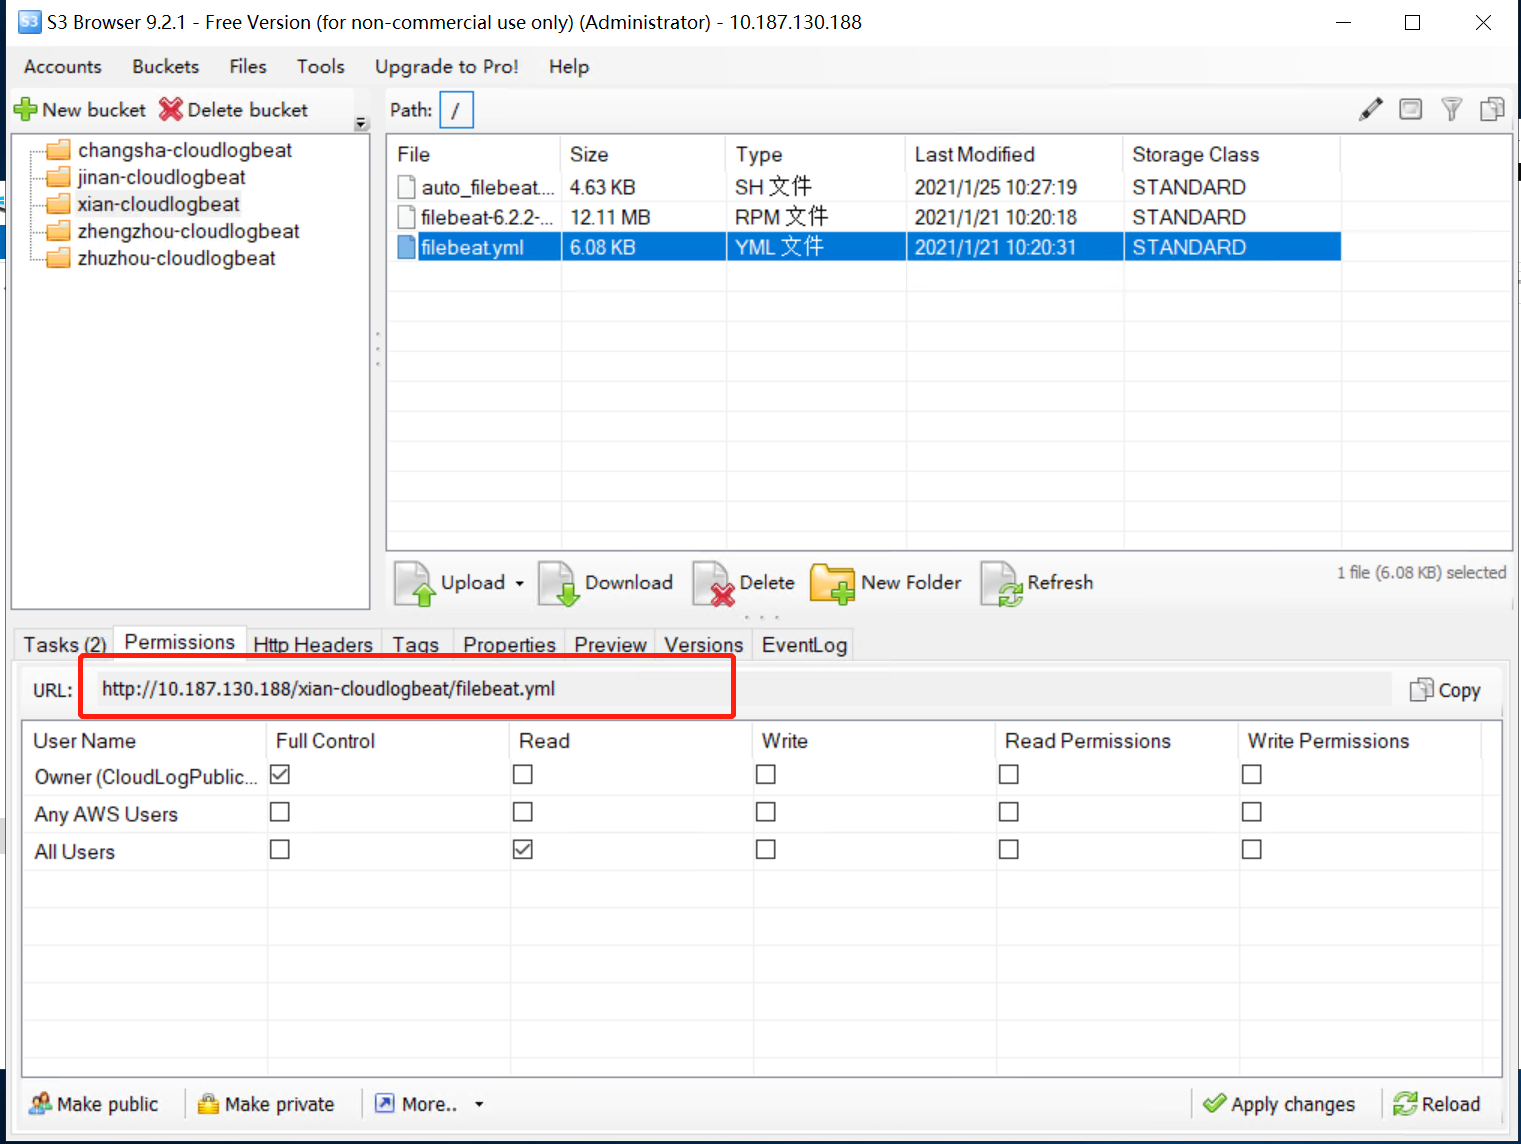 S3 Browser 9.2.1 - Free Version (for non-commercial use only) (Administrator) - 10.187.130.188
Accounts Buckets Files Tools Upgrade to Pro! Help
New bucket Delete bucket
Path: /
changsha-cloudlogbeat
jinan-cloudlogbeat
xian-cloudlogbeat
zhengzhou-cloudlogbeat
zhuzhou-cloudlogbeat
File Size Type Last Modified Storage Class
auto_filebeat.... 4.63 KB SH 文件 2021/1/25 10:27:19 STANDARD
filebeat-6.2.2-... 12.11 MB RPM 文件 2021/1/21 10:20:18 STANDARD
filebeat.yml 6.08 KB YML 文件 2021/1/21 10:20:31 STANDARD
Upload Download Delete New Folder Refresh
1 file (6.08 KB) selected
Tasks (2) Permissions Http Headers Tags Properties Preview Versions EventLog
URL: http://10.187.130.188/xian-cloudlogbeat/filebeat.yml Copy
User Name Full Control Read Write Read Permissions Write Permissions
Owner (CloudLogPublic...
Any AWS Users
All Users
Make public Make private More.. Apply changes Reload